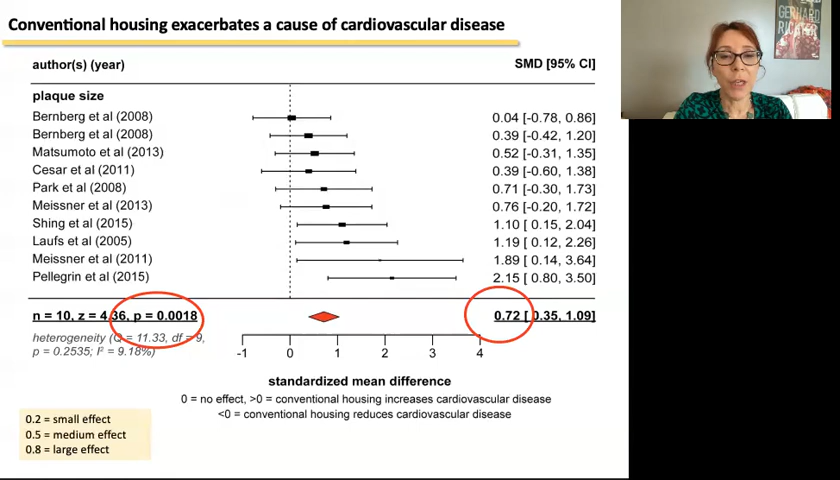 Conventional housing exacerbates a cause of cardiovascular disease
author(s) (year) SMD [95% CI]
plaque size
Bernberg et al (2008) 0.04 [-0.78, 0.86]
Bernberg et al (2008) 0.39 [-0.42, 1.20]
Matsumoto et al (2013) 0.52 [-0.31, 1.35]
Cesar et al (2011) 0.39 [-0.60, 1.38]
Park et al (2008) 0.71 [-0.30, 1.73]
Meissner et al (2013) 0.76 [-0.20, 1.72]
Shing et al (2015) 1.10 [ 0.15, 2.04]
Laufs et al (2005) 1.19 [ 0.12, 2.26]
Meissner et al (2011) 1.89 [ 0.14, 3.64]
Pellegrin et al (2015) 2.15 [ 0.80, 3.50]
n = 10, z = 4.36, p = 0.0018 0.72 [ 0.35, 1.09]
heterogeneity (Q = 11.33, df = 9,
p = 0.2535; I² = 9.18%)
-1 0 1 2 3 4
standardized mean difference
0 = no effect, >0 = conventional housing increases cardiovascular disease
<0 = conventional housing reduces cardiovascular disease
0.2 = small effect
0.5 = medium effect
0.8 = large effect
GERHARD
RICHTER